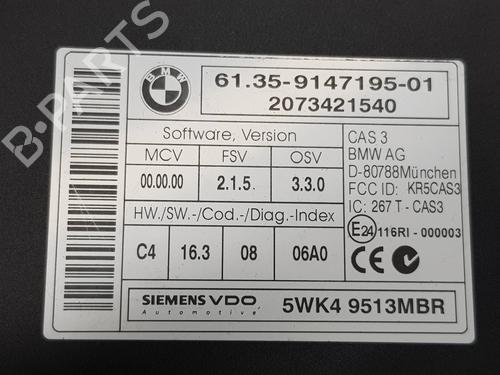 B-PARTS
BMW
61.35-9147195-01
2073421540
Software, Version
MCV FSV OSV
00.00.00 2.1.5 3.3.0
HW./SW.-/Cod.-/Diag.-Index
C4 16.3 08 06A0
CAS 3
BMW AG
D-80788München
FCC ID: KR5CAS3
IC: 267 T - CAS3
E24 116RI - 000003
CE
SIEMENS VDO
Automotive
5WK4 9513MBR